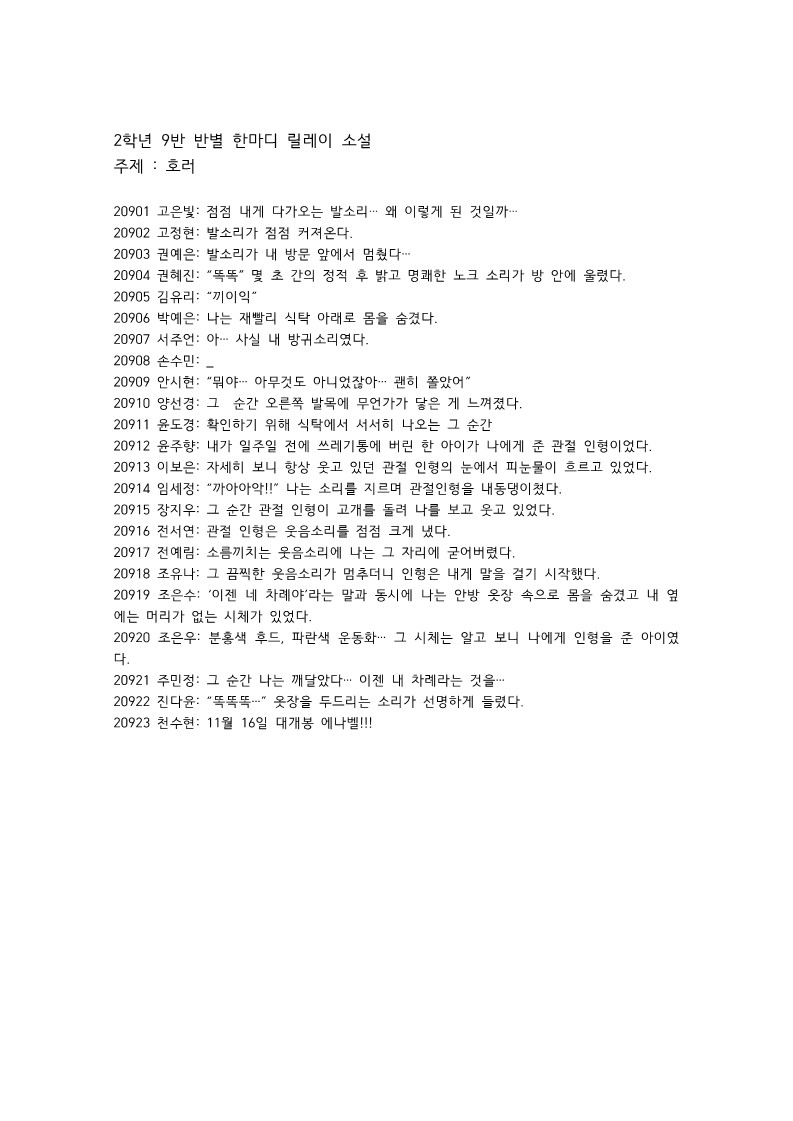 2학년 9반 반별 한마디 릴레이 소설
주제 : 호러
20901 고은빛: 점점 내게 다가오는 발소리… 왜 이렇게 된 것일까…
20902 고정현: 발소리가 점점 커져온다.
20903 권예은: 발소리가 내 방문 앞에서 멈췄다…
20904 권혜진: “똑똑” 몇 초 간의 정적 후 밝고 명쾌한 노크 소리가 방 안에 울렸다.
20905 김유리: “끼이익”
20906 박예은: 나는 재빨리 식탁 아래로 몸을 숨겼다.
20907 서주언: 아… 사실 내 방귀소리였다.
20908 손수민: _
20909 안시현: “뭐야… 아무것도 아니었잖아… 괜히 쫄았어”
20910 양선경: 그  순간 오른쪽 발목에 무언가가 닿은 게 느껴졌다.
20911 윤도경: 확인하기 위해 식탁에서 서서히 나오는 그 순간
20912 윤주향: 내가 일주일 전에 쓰레기통에 버린 한 아이가 나에게 준 관절 인형이었다.
20913 이보은: 자세히 보니 항상 웃고 있던 관절 인형의 눈에서 피눈물이 흐르고 있었다.
20914 임세정: “까아아악!!” 나는 소리를 지르며 관절인형을 내동댕이쳤다.
20915 장지우: 그 순간 관절 인형이 고개를 돌려 나를 보고 웃고 있었다.
20916 전서연: 관절 인형은 웃음소리를 점점 크게 냈다.
20917 전예림: 소름끼치는 웃음소리에 나는 그 자리에 굳어버렸다.
20918 조유나: 그 끔찍한 웃음소리가 멈추더니 인형은 내게 말을 걸기 시작했다.
20919 조은수: ‘이젠 네 차례야’라는 말과 동시에 나는 안방 옷장 속으로 몸을 숨겼고 내 옆
에는 머리가 없는 시체가 있었다.
20920 조은우: 분홍색 후드, 파란색 운동화… 그 시체는 알고 보니 나에게 인형을 준 아이였
다.
20921 주민정: 그 순간 나는 깨달았다… 이젠 내 차례라는 것을…
20922 진다윤: “똑똑똑…” 옷장을 두드리는 소리가 선명하게 들렸다.
20923 천수현: 11월 16일 대개봉 에나벨!!!